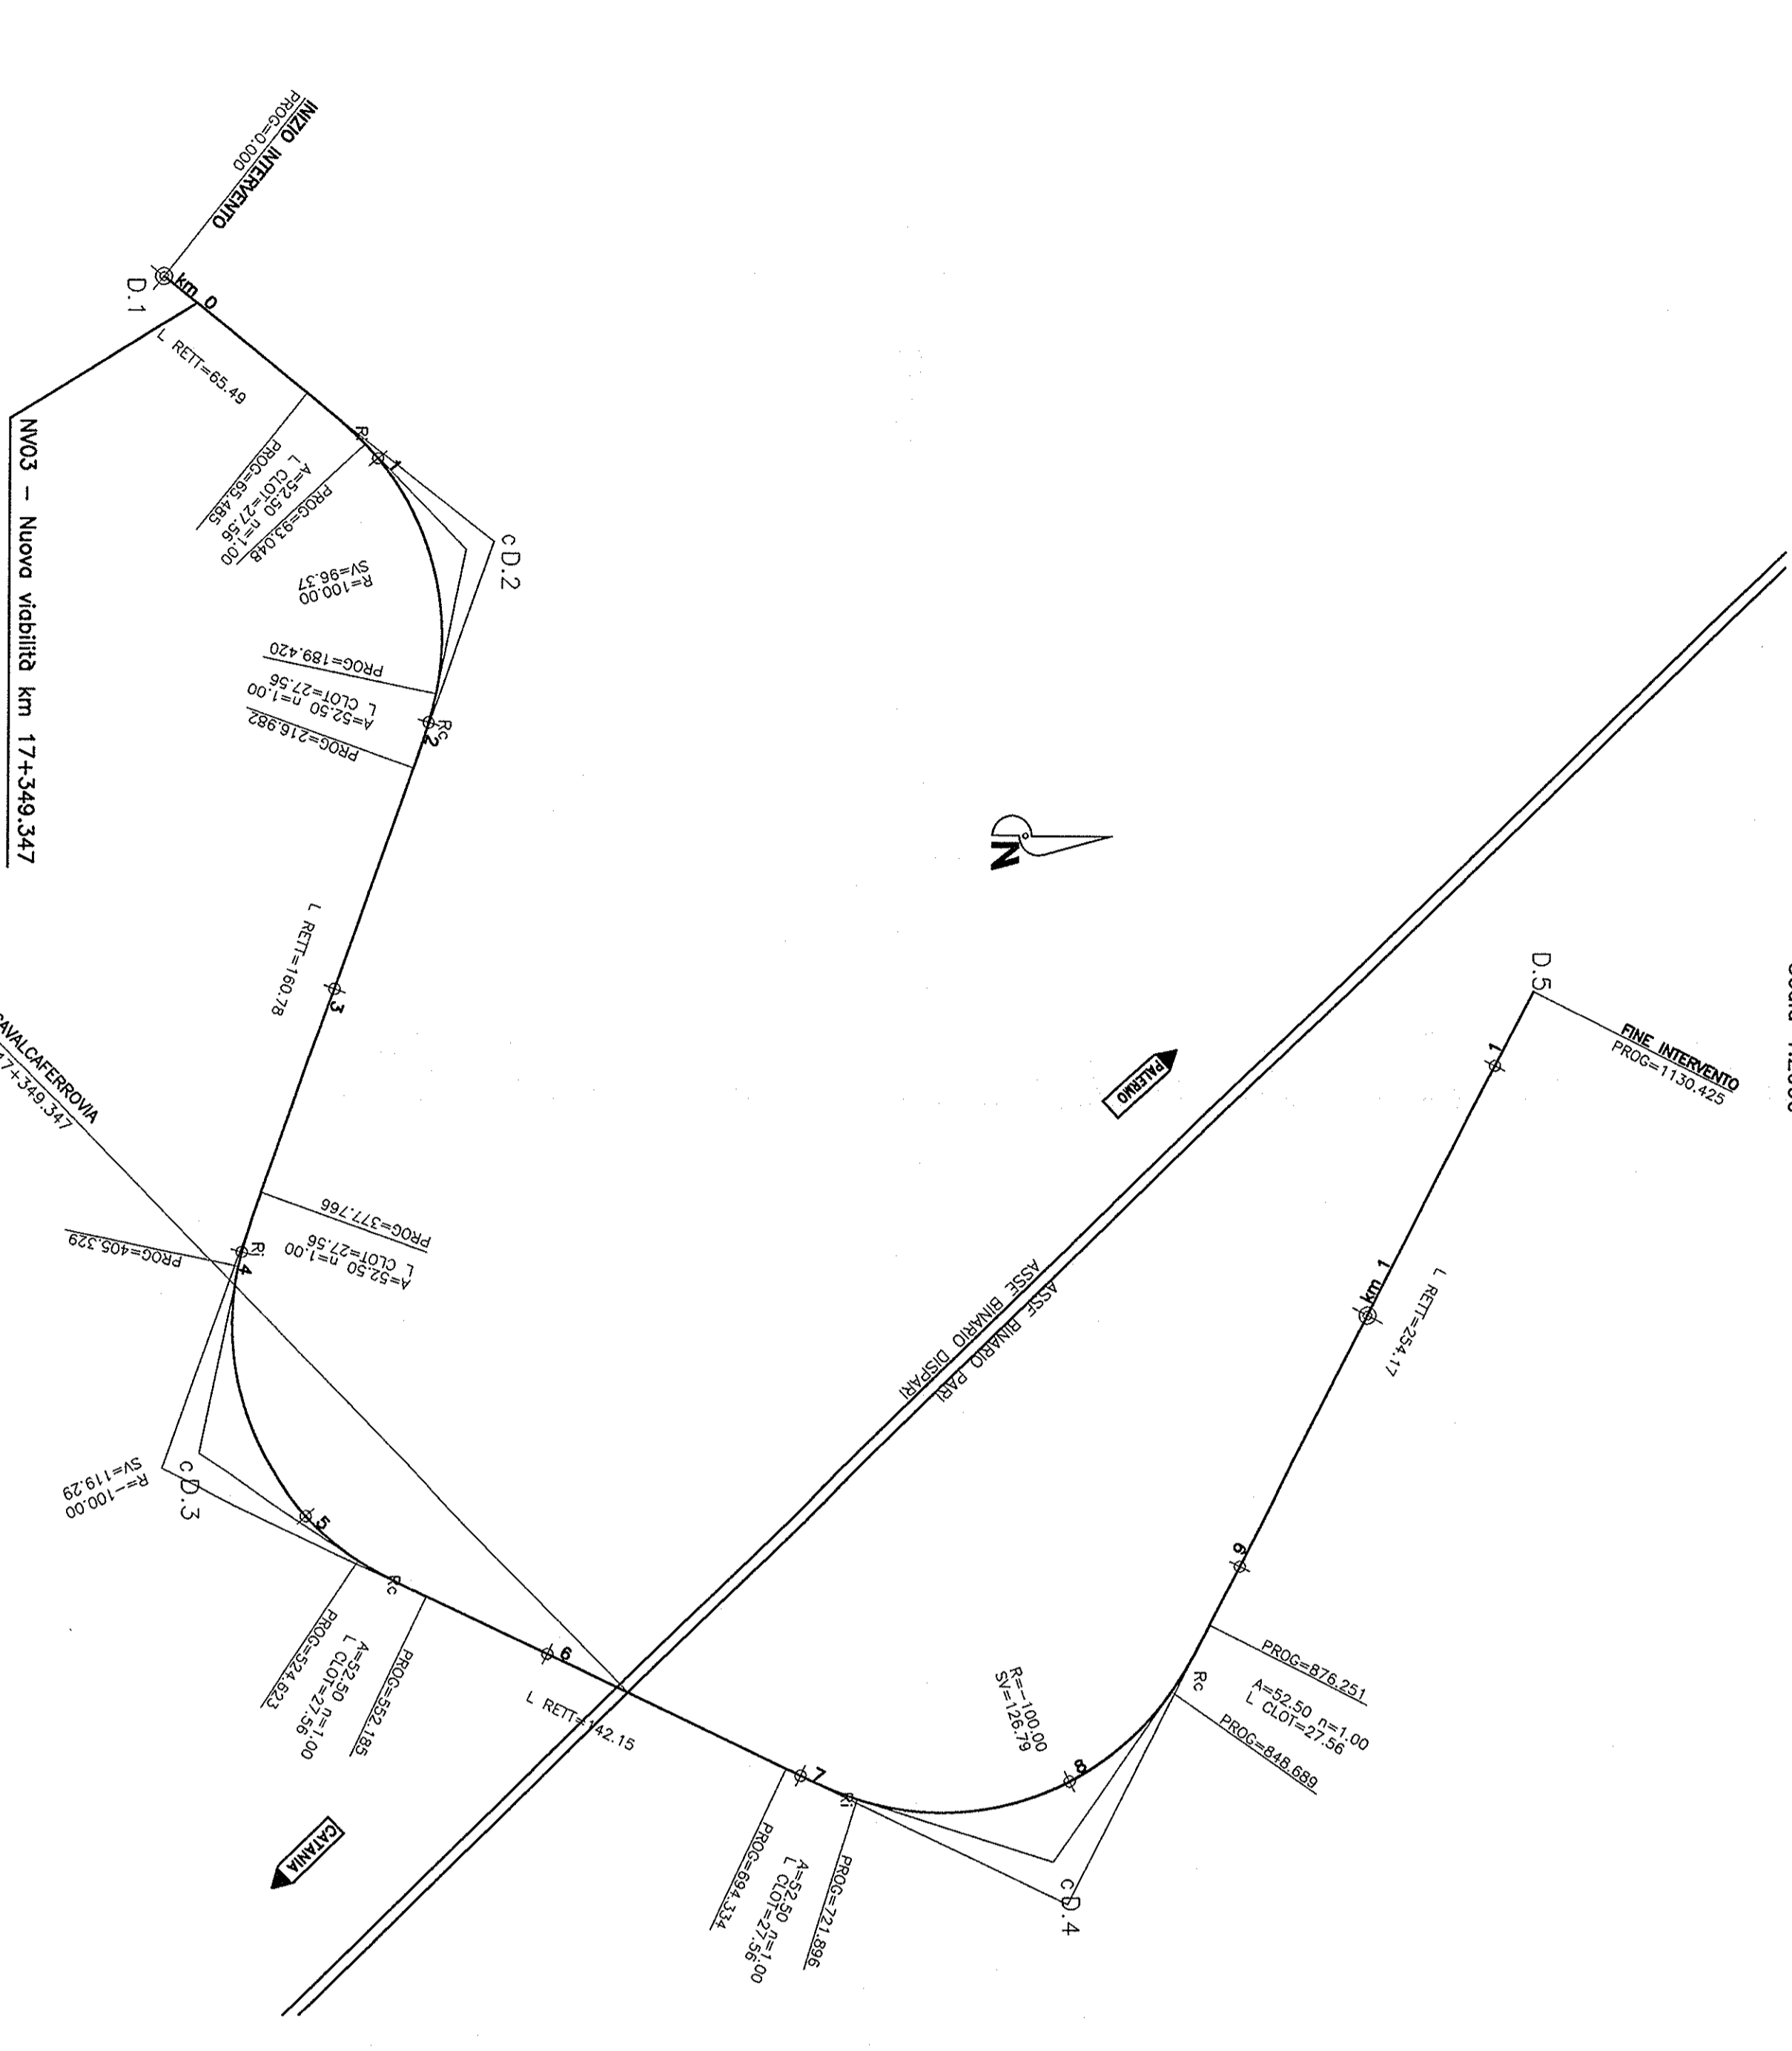 INIZIO INTERVENTO
PROG=0.000
km 0
D.1
L RETT=65.49
NV03 – Nuova viabilità km 17+349.347
Ri
1
PROG=65.485
L CLOT=27.56
A=52.50 n=1.00
PROG=93.048
cD.2
R=100.00
SV=96.37
PROG=189.420
L CLOT=27.56
A=52.50 n=1.00
PROG=216.982
Rc
2
L RETT=160.78
3
N
CAVALCAFERROVIA
17+349.347
PROG=377.766
L CLOT=27.56
A=52.50 n=1.00
PROG=405.329
Ri
4
R=-100.00
SV=119.29
cD.3
5
Rc
PROG=524.623
L CLOT=27.56
A=52.50 n=1.00
PROG=552.185
6
L RETT=142.15
ASSE BINARIO DISPARI
ASSE BINARIO PARI
PALERMO
CATANIA
7
Ri
PROG=694.334
L CLOT=27.56
A=52.50 n=1.00
PROG=721.896
cD.4
R=-100.00
SV=126.79
8
Rc
PROG=848.689
L CLOT=27.56
A=52.50 n=1.00
PROG=876.251
9
L RETT=254.17
km 1
1
D.5
FINE INTERVENTO
PROG=1130.425